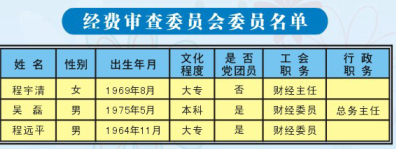 经费审查委员会委员名单
姓名 性别 出生年月 文化程度 是否党团员 工会职务 行政职务
程宇清 女 1969年8月 大专 否 财经主任
吴磊 男 1975年5月 本科 是 财经委员 总务主任
程远平 男 1964年11月 大专 是 财经委员